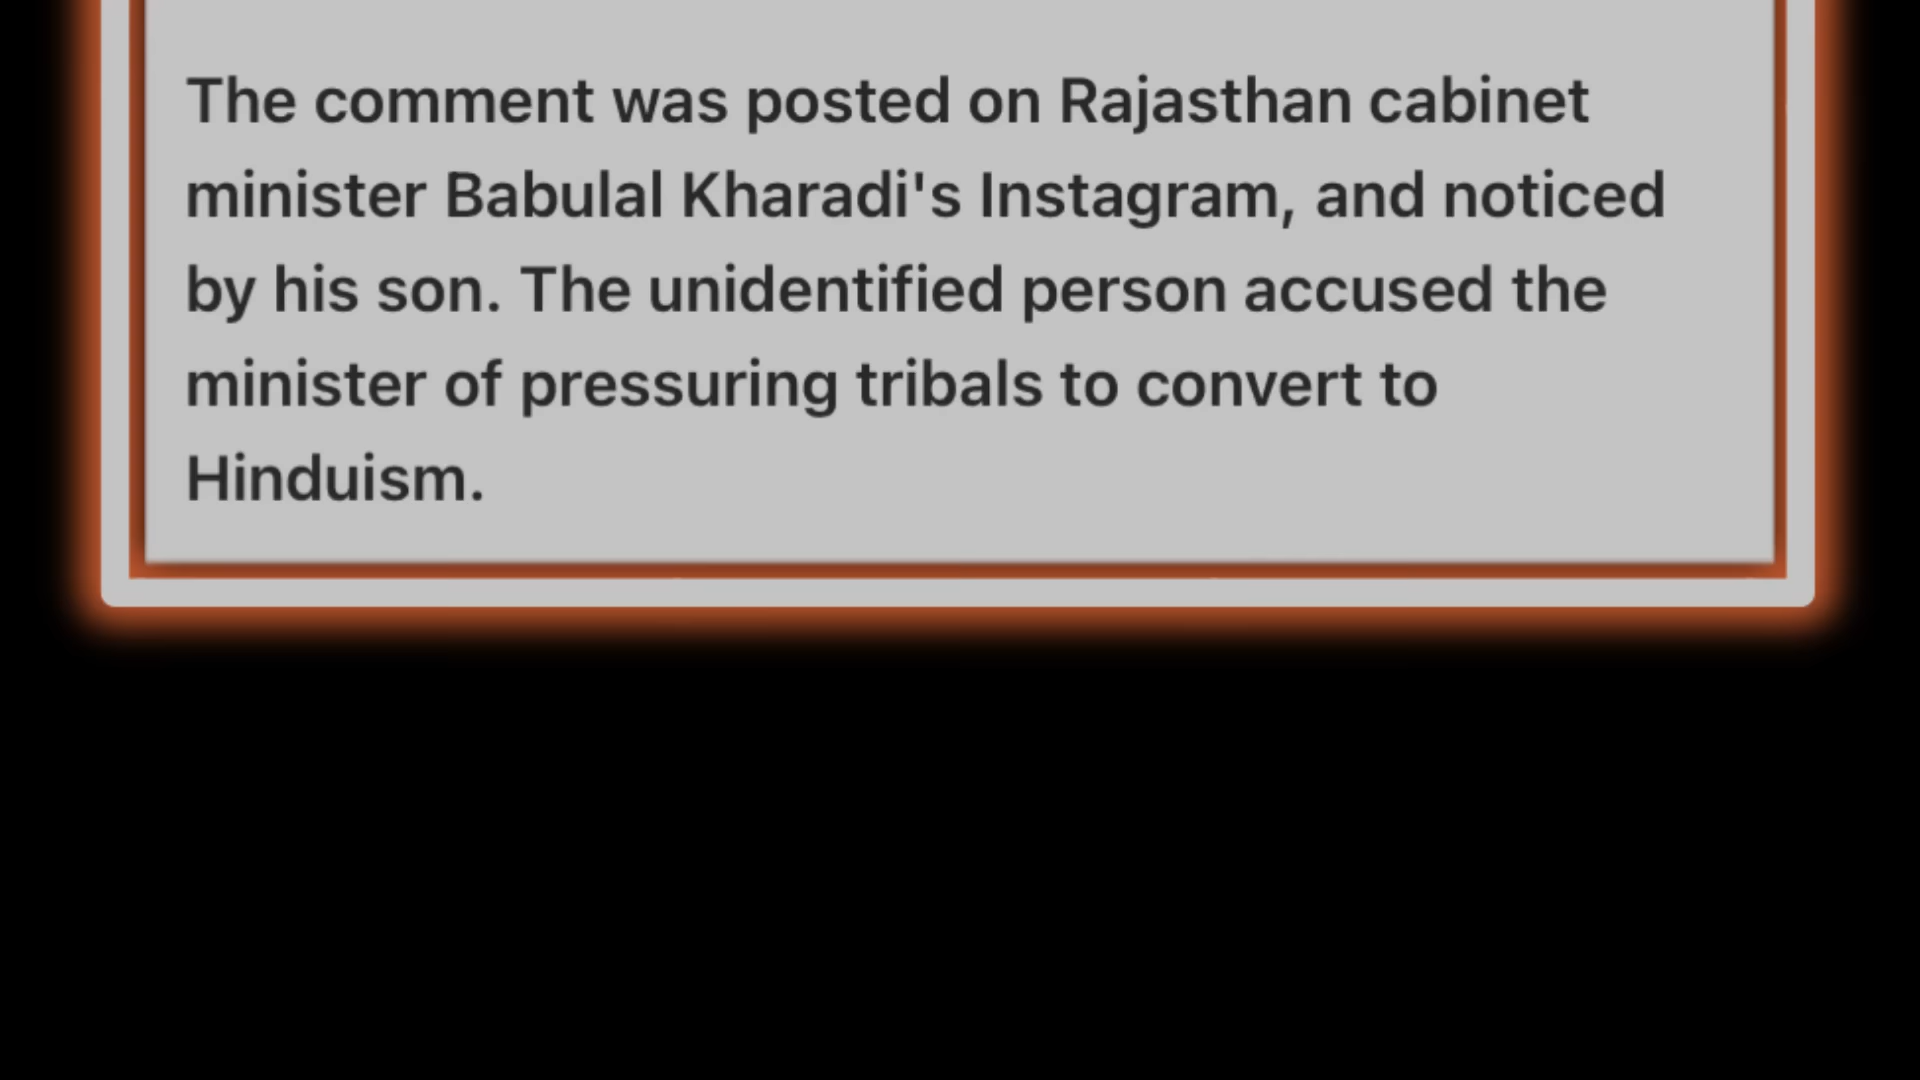 The comment was posted on Rajasthan cabinet
minister Babulal Kharadi's Instagram, and noticed
by his son. The unidentified person accused the
minister of pressuring tribals to convert to
Hinduism.